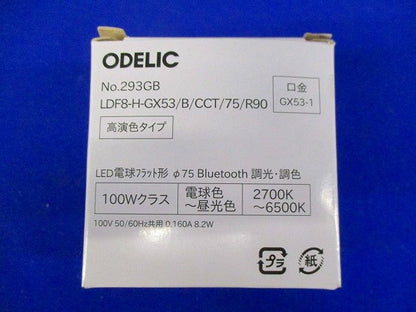 ODELIC
No.293GB
LDF8-H-GX53/B/CCT/75/R90
口金
GX53-1
高演色タイプ
LED電球フラット形 φ75 Bluetooth 調光・調色
100Wクラス
電球色
～昼光色
2700K
～6500K
100V 50/60Hz共用 0.160A 8.2W
プラ
紙